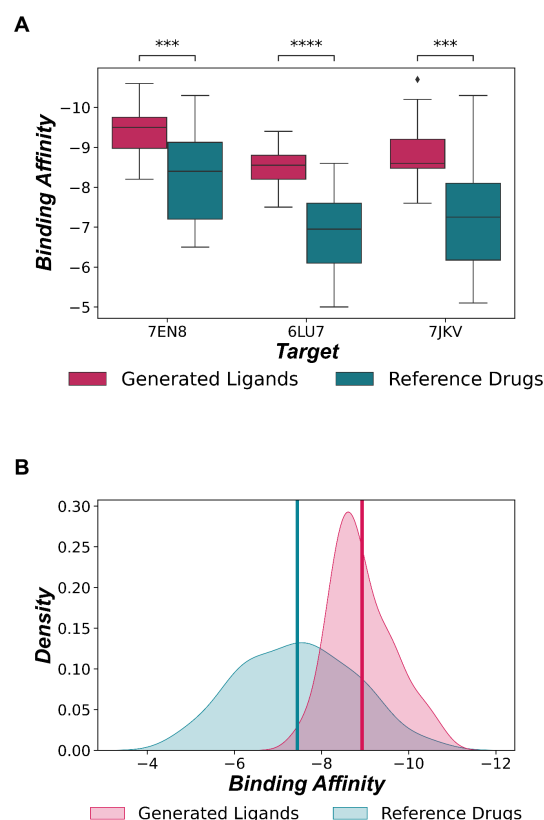 A
*** **** ***
−10
−9
−8
−7
−6
−5
Binding Affinity
7EN8 6LU7 7JKV
Target
Generated Ligands Reference Drugs
B
0.30
0.25
0.20
0.15
0.10
0.05
0.00
Density
−4 −6 −8 −10 −12
Binding Affinity
Generated Ligands Reference Drugs